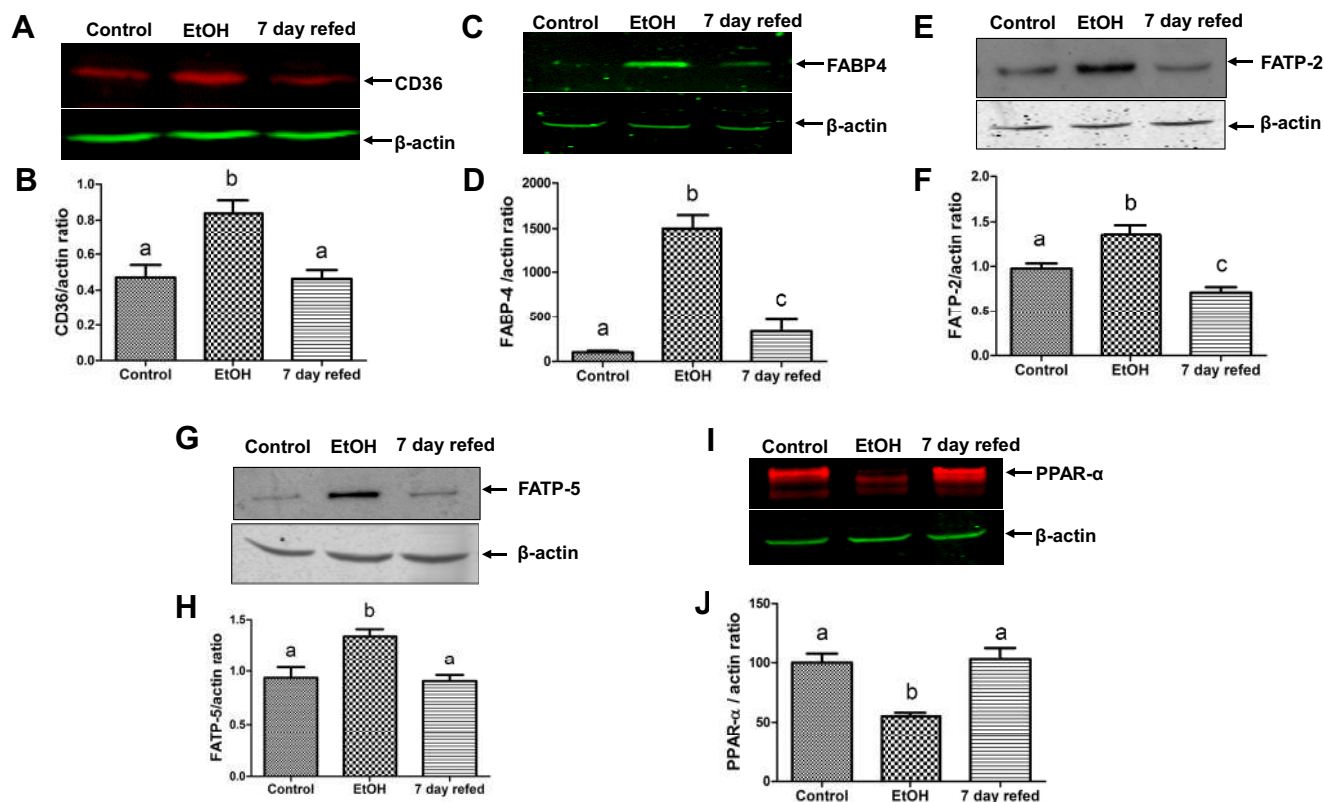 A
Control EtOH 7 day refed
CD36
β-actin
B
CD36/actin ratio
1.0
0.8
0.6
0.4
0.2
0.0
a
b
a
Control EtOH 7 day refed
C
Control EtOH 7 day refed
FABP4
β-actin
D
FABP-4 /actin ratio
2000
1500
1000
500
0
a
b
c
Control EtOH 7 day refed
E
Control EtOH 7 day refed
FATP-2
β-actin
F
FATP-2/actin ratio
2.0
1.5
1.0
0.5
0.0
a
b
c
Control EtOH 7 day refed
G
Control EtOH 7 day refed
FATP-5
β-actin
H
FATP-5/actin ratio
1.5
1.0
0.5
0.0
a
b
a
Control EtOH 7 day refed
I
Control EtOH 7 day refed
PPAR-α
β-actin
J
PPAR-α / actin ratio
150
100
50
0
a
b
a
Control EtOH 7 day refed